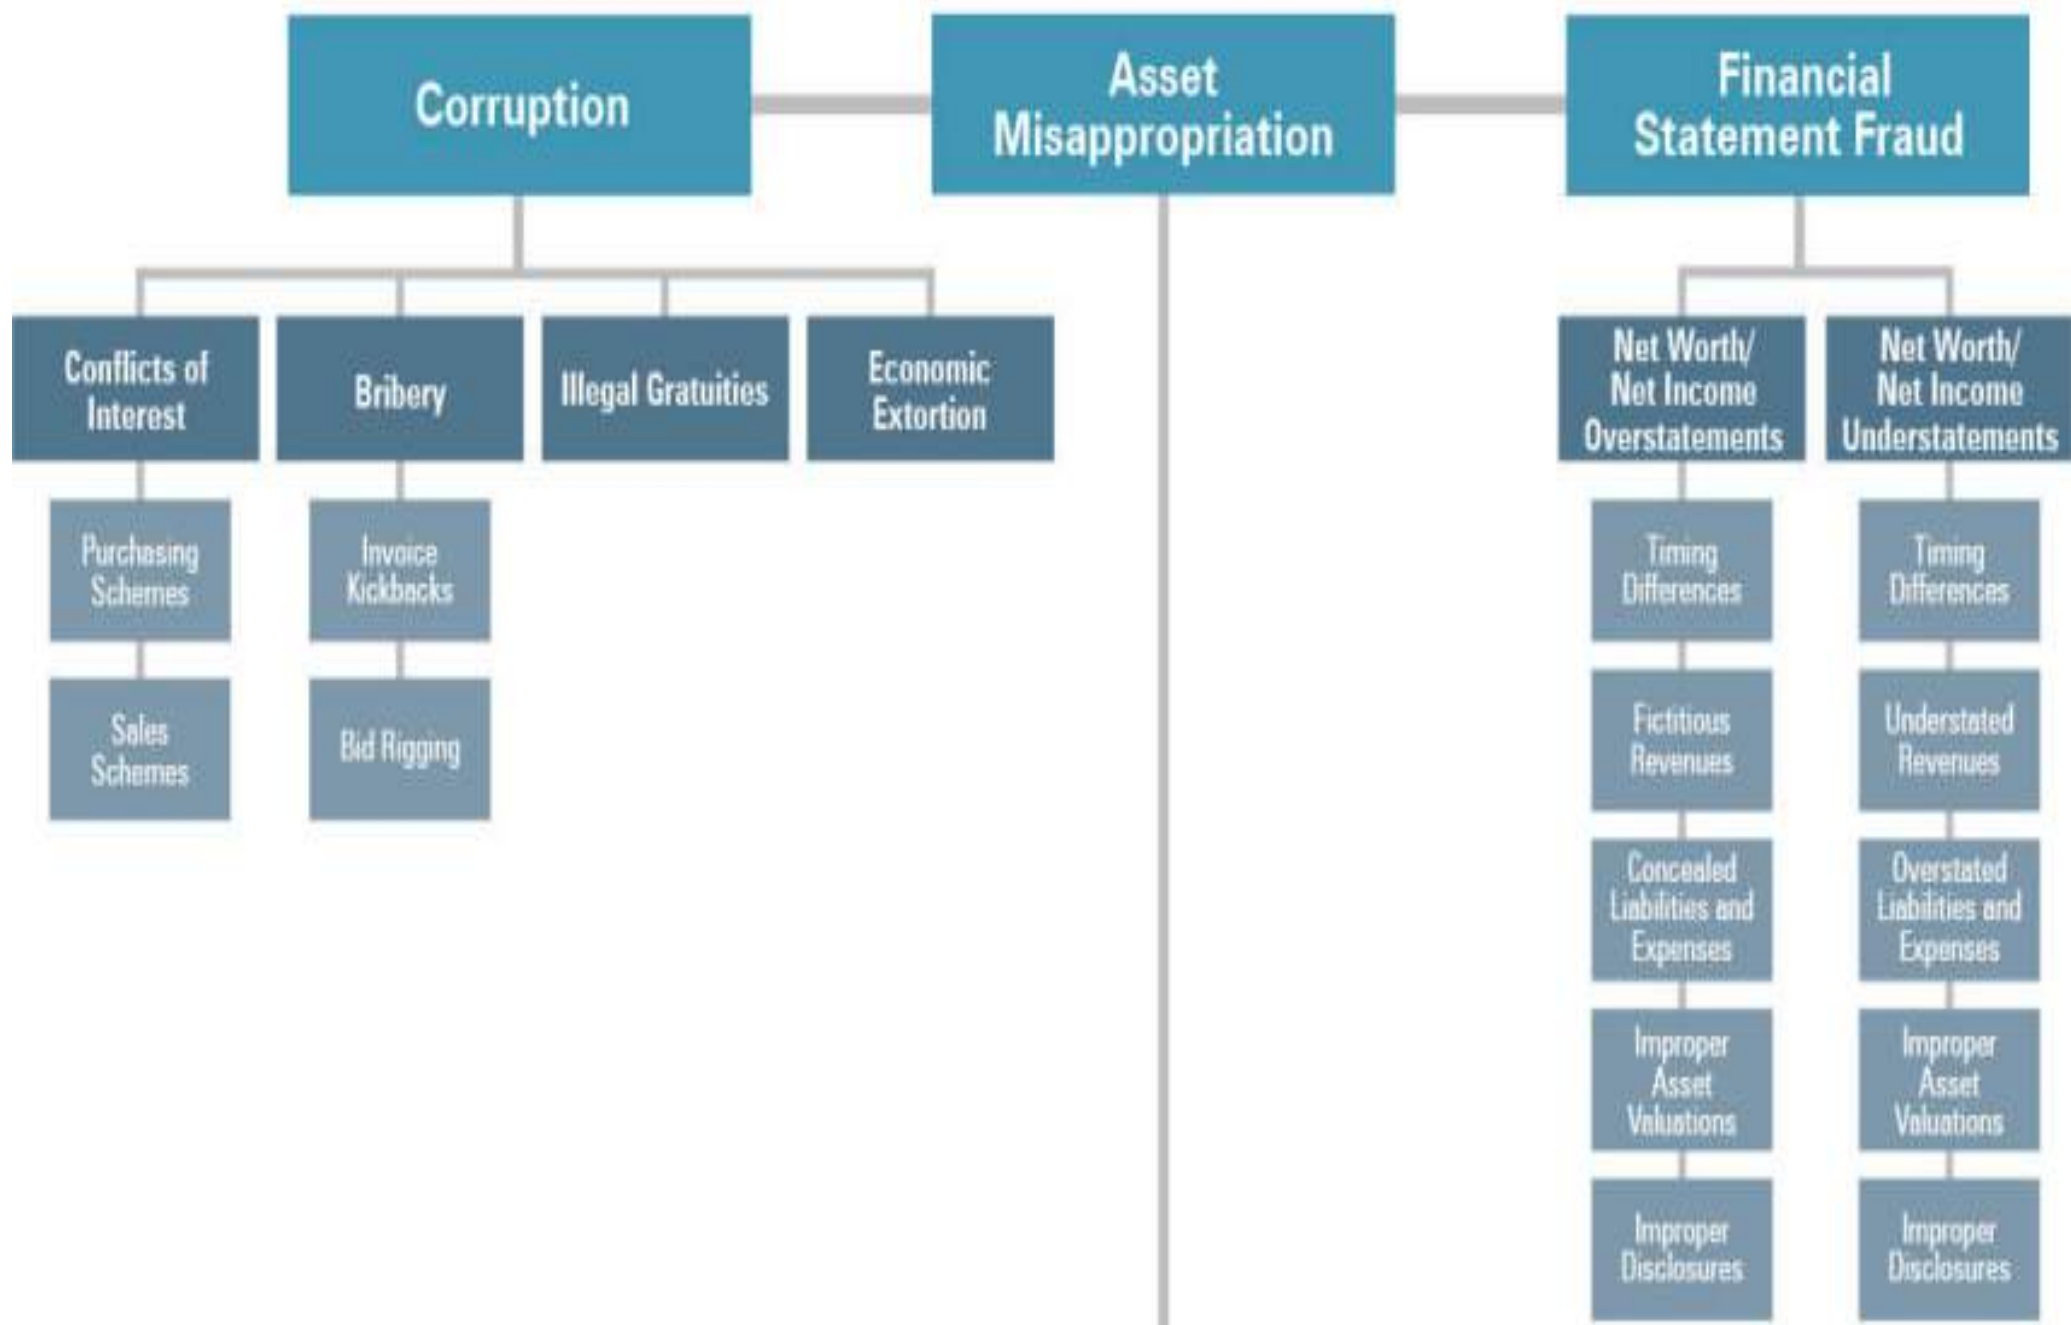 Corruption
Asset
Misappropriation
Financial
Statement Fraud
Conflicts of
Interest
Bribery
Illegal Gratuities
Economic
Extortion
Net Worth/
Net Income
Overstatements
Net Worth/
Net Income
Understatements
Purchasing
Schemes
Invoice
Kickbacks
Timing
Differences
Timing
Differences
Sales
Schemes
Bid Rigging
Fictitious
Revenues
Understated
Revenues
Concealed
Liabilities and
Expenses
Overstated
Liabilities and
Expenses
Improper
Asset
Valuations
Improper
Asset
Valuations
Improper
Disclosures
Improper
Disclosures